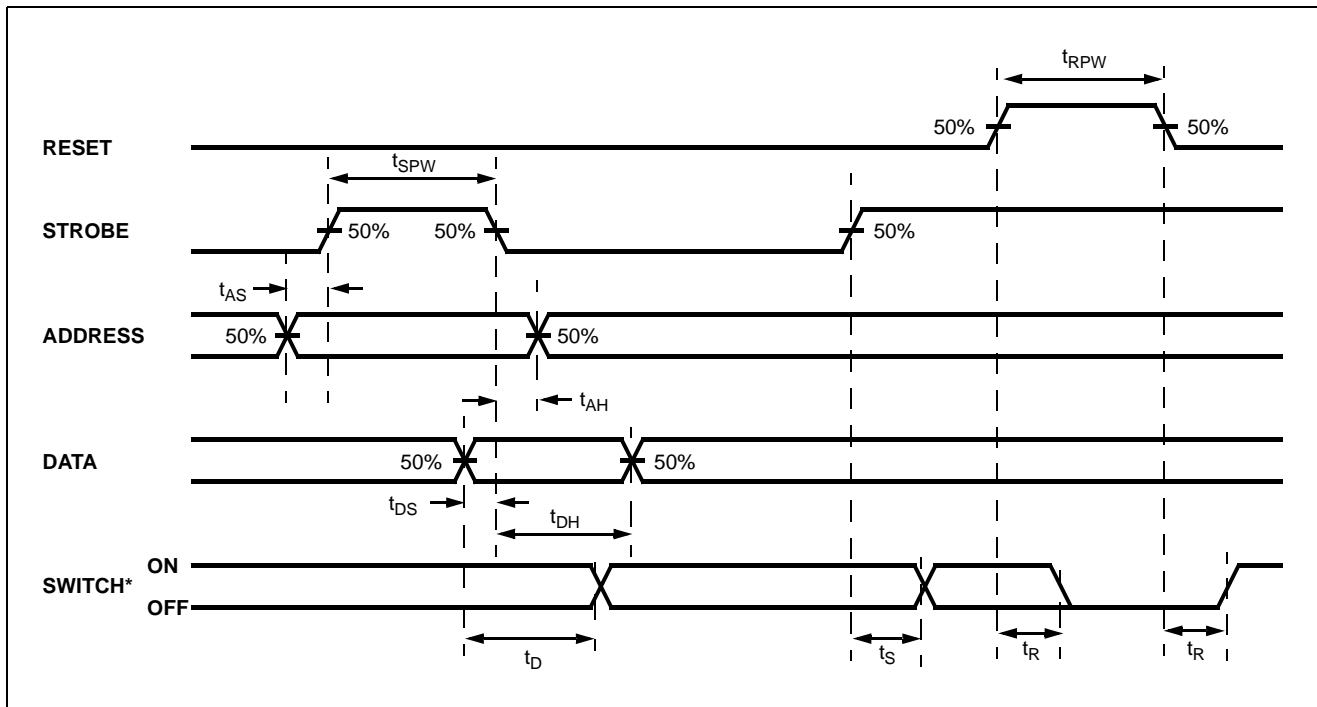 tRPW
50% 50%
RESET
tSPW
STROBE 50% 50% 50%
tAS
ADDRESS 50% 50%
tAH
DATA 50% 50%
tDS
tDH
ON
SWITCH*
OFF
tD tS tR tR